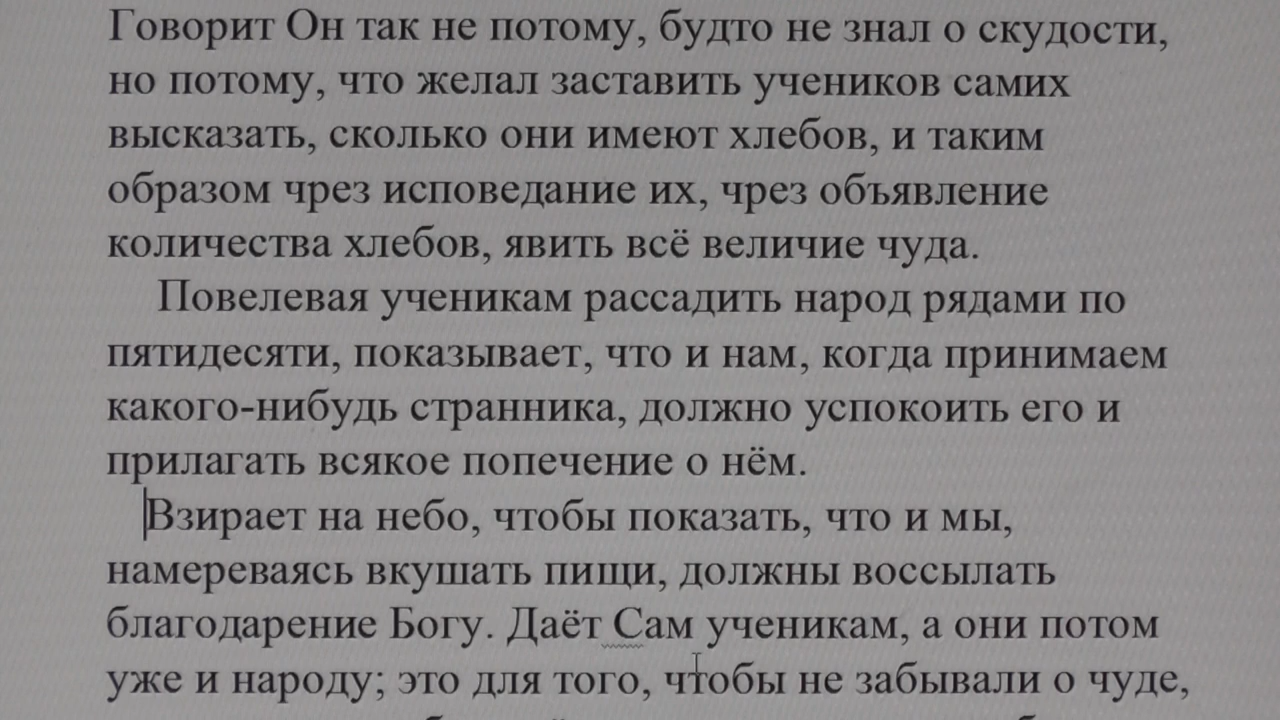 Говорит Он так не потому, будто не знал о скудости,
но потому, что желал заставить учеников самих
высказать, сколько они имеют хлебов, и таким
образом чрез исповедание их, чрез объявление
количества хлебов, явить всё величие чуда.
Повелевая ученикам рассадить народ рядами по
пятидесяти, показывает, что и нам, когда принимаем
какого-нибудь странника, должно успокоить его и
прилагать всякое попечение о нём.
Взирает на небо, чтобы показать, что и мы,
намереваясь вкушать пищи, должны воссылать
благодарение Богу. Даёт Сам ученикам, а они потом
уже и народу; это для того, чтобы не забывали о чуде,